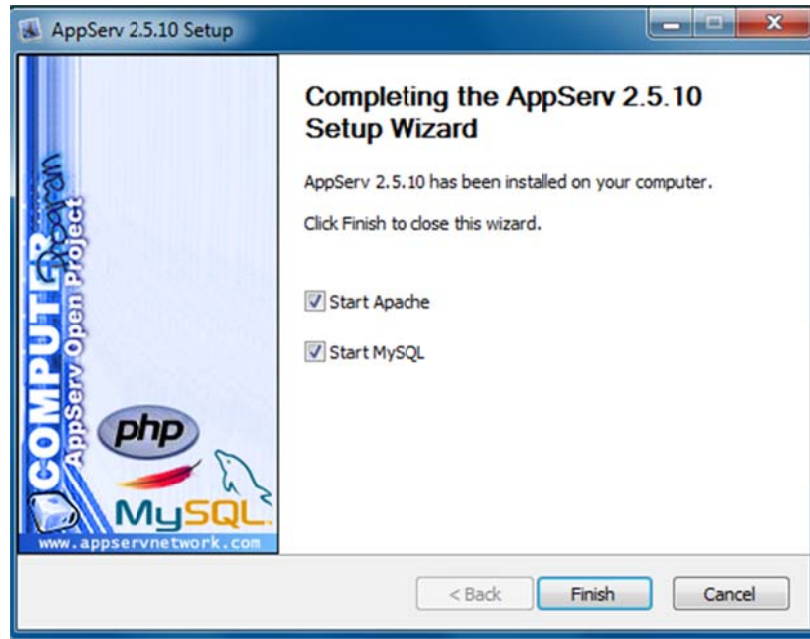 AppServ 2.5.10 Setup
Completing the AppServ 2.5.10
Setup Wizard
AppServ 2.5.10 has been installed on your computer.
Click Finish to close this wizard.
Start Apache
Start MySQL
COMPUTER
Program
AppServ Open Project
php
MySQL
www.appservnetwork.com
< Back
Finish
Cancel